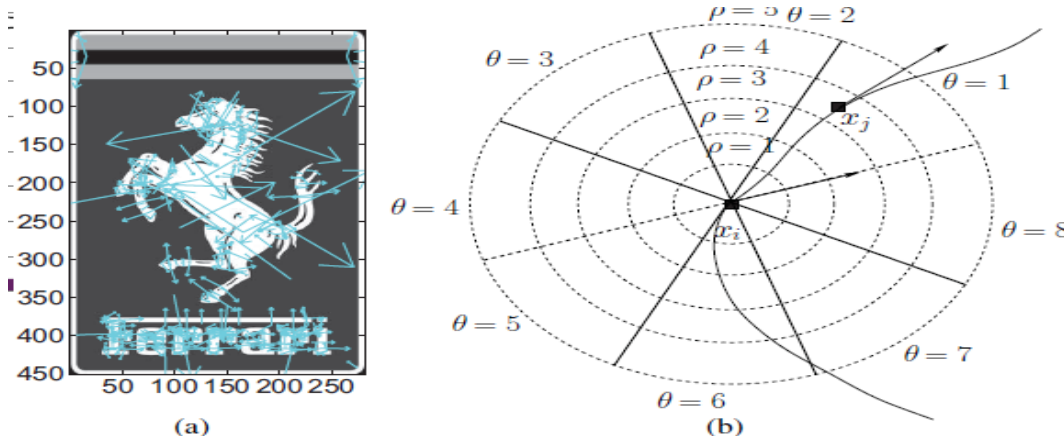 50
100
150
200
250
300
350
400
450
50 100 150 200 250
Ferrari
(a)
ρ = 5
θ = 2
ρ = 4
θ = 3
ρ = 3
θ = 1
ρ = 2
x_j
ρ = 1
θ = 4
x_i
θ = 8
θ = 5
θ = 7
θ = 6
(b)